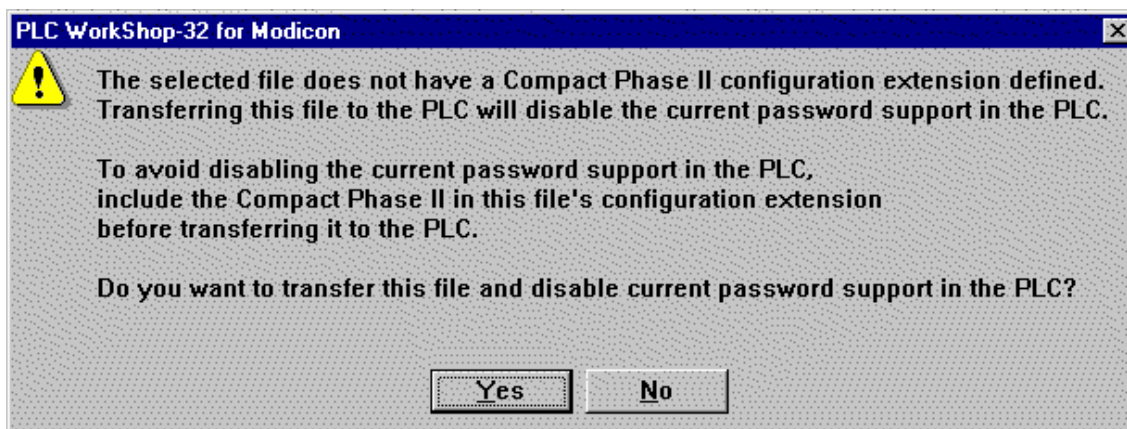 PLC WorkShop-32 for Modicon
The selected file does not have a Compact Phase II configuration extension defined.
Transferring this file to the PLC will disable the current password support in the PLC.
To avoid disabling the current password support in the PLC,
include the Compact Phase II in this file's configuration extension
before transferring it to the PLC.
Do you want to transfer this file and disable current password support in the PLC?
Yes
No